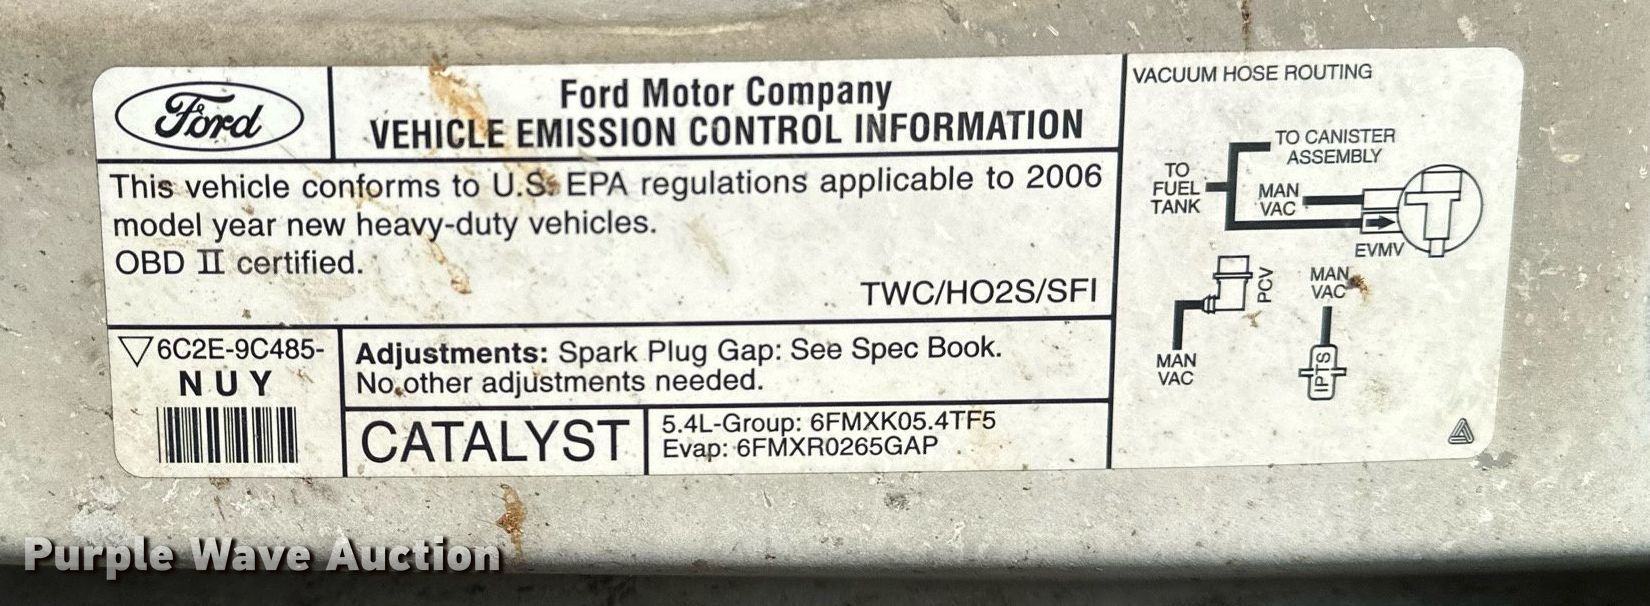 Ford
Ford Motor Company
VEHICLE EMISSION CONTROL INFORMATION
This vehicle conforms to U.S. EPA regulations applicable to 2006
model year new heavy-duty vehicles.
OBD II certified.
TWC/HO2S/SFI
6C2E-9C485-
NUY
Adjustments: Spark Plug Gap: See Spec Book.
No other adjustments needed.
CATALYST
5.4L-Group: 6FMXK05.4TF5
Evap: 6FMXR0265GAP
VACUUM HOSE ROUTING
TO CANISTER
ASSEMBLY
TO
FUEL
TANK
MAN
VAC
EVMV
PCV
MAN
VAC
MAN
VAC
IPTS
Purple Wave Auction